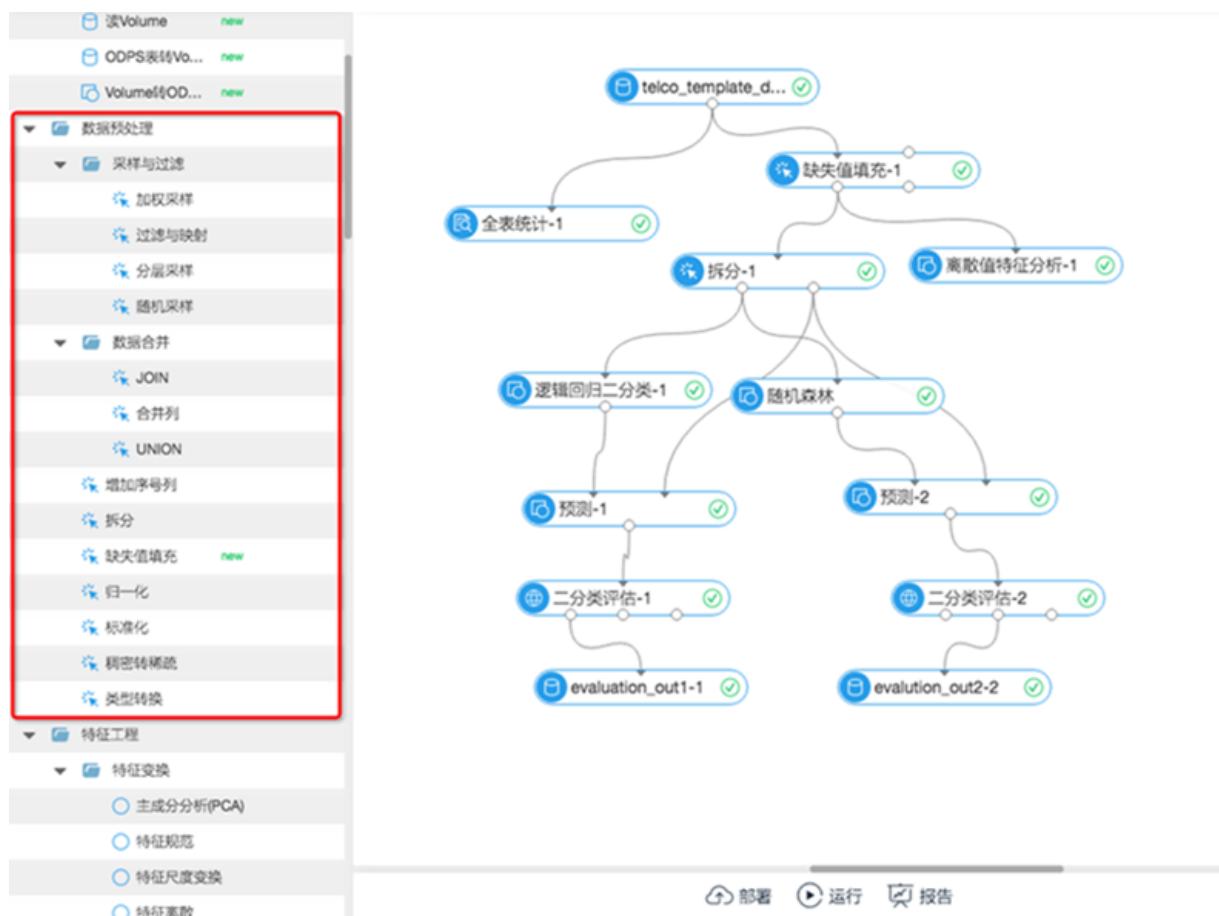 读Volume new
ODPS表转Vo... new
Volume转OD... new
数据预处理
采样与过滤
加权采样
过滤与映射
分层采样
随机采样
数据合并
JOIN
合并列
UNION
增加序号列
拆分
缺失值填充 new
归一化
标准化
稠密转稀疏
类型转换
特征工程
特征变换
主成分分析(PCA)
特征规范
特征尺度变换
特征离散
telco_template_d...
缺失值填充-1
全表统计-1
拆分-1
离散值特征分析-1
逻辑回归二分类-1
随机森林
预测-1
预测-2
二分类评估-1
二分类评估-2
evaluation_out1-1
evalution_out2-2
部署 运行 报告